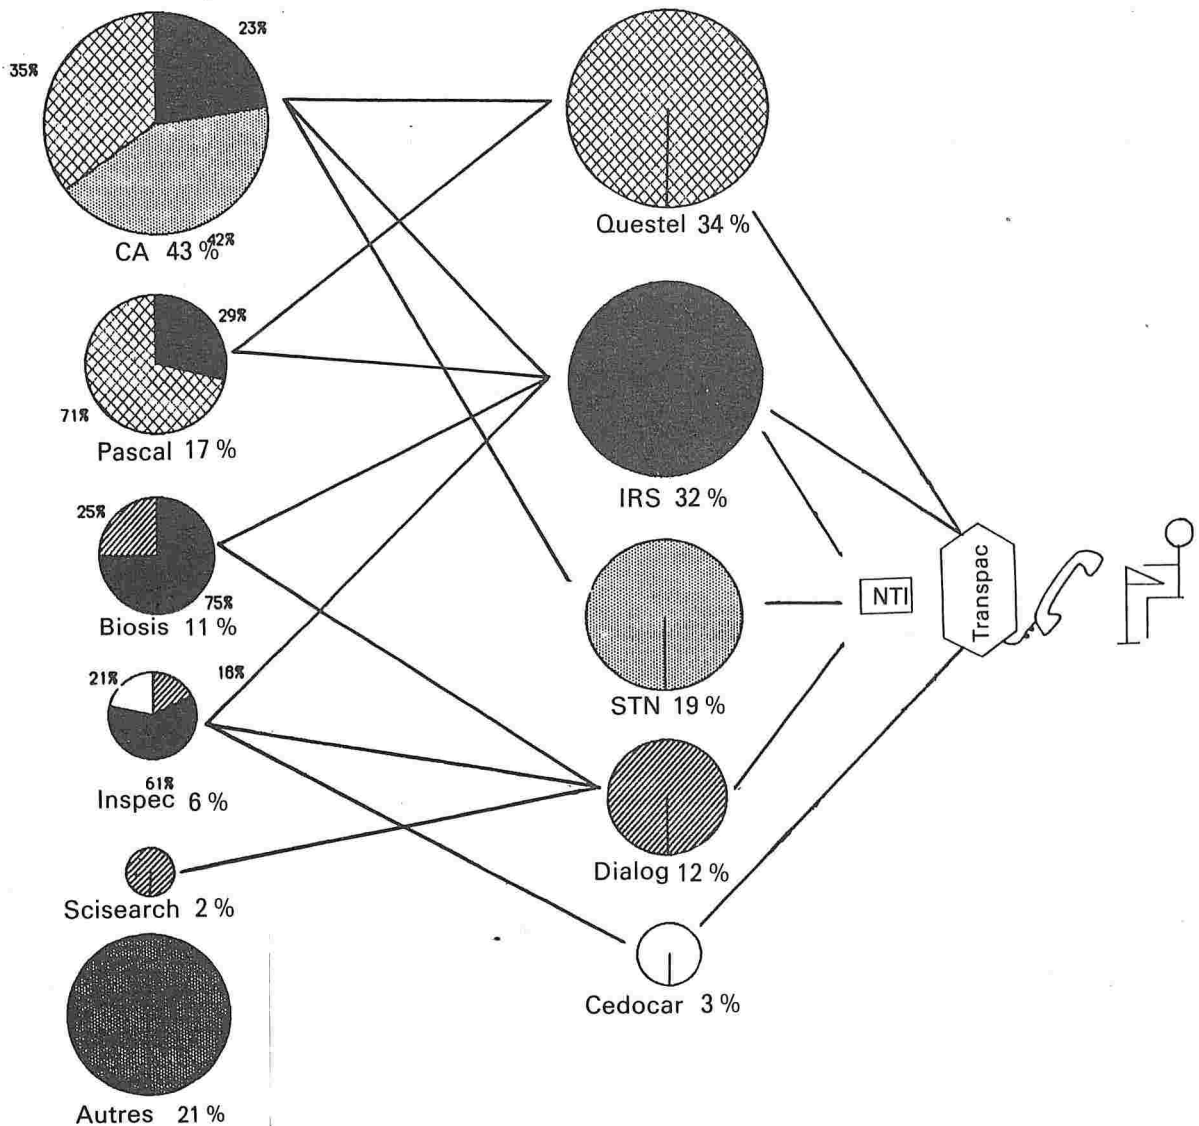 23%
35%
CA 43 %
42%
Questel 34 %
29%
71%
Pascal 17 %
IRS 32 %
25%
75%
Biosis 11 %
NTI
Transpac
21%
16%
61%
Inspec 6 %
STN 19 %
Scisearch 2 %
Dialog 12 %
Cedocar 3 %
Autres 21 %